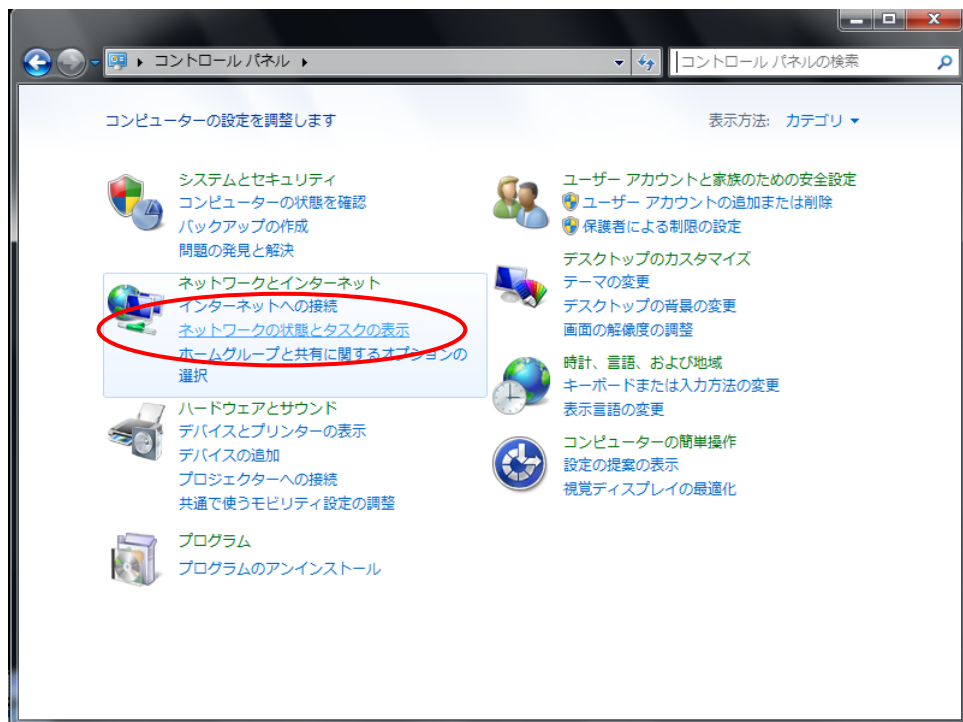 コントロール パネル
コントロール パネルの検索
コンピューターの設定を調整します
表示方法: カテゴリ
システムとセキュリティ
コンピューターの状態を確認
バックアップの作成
問題の発見と解決
ネットワークとインターネット
インターネットへの接続
ネットワークの状態とタスクの表示
ホームグループと共有に関するオプションの
選択
ハードウェアとサウンド
デバイスとプリンターの表示
デバイスの追加
プロジェクターへの接続
共通で使うモビリティ設定の調整
プログラム
プログラムのアンインストール
ユーザー アカウントと家族のための安全設定
ユーザー アカウントの追加または削除
保護者による制限の設定
デスクトップのカスタマイズ
テーマの変更
デスクトップの背景の変更
画面の解像度の調整
時計、言語、および地域
キーボードまたは入力方法の変更
表示言語の変更
コンピューターの簡単操作
設定の提案の表示
視覚ディスプレイの最適化